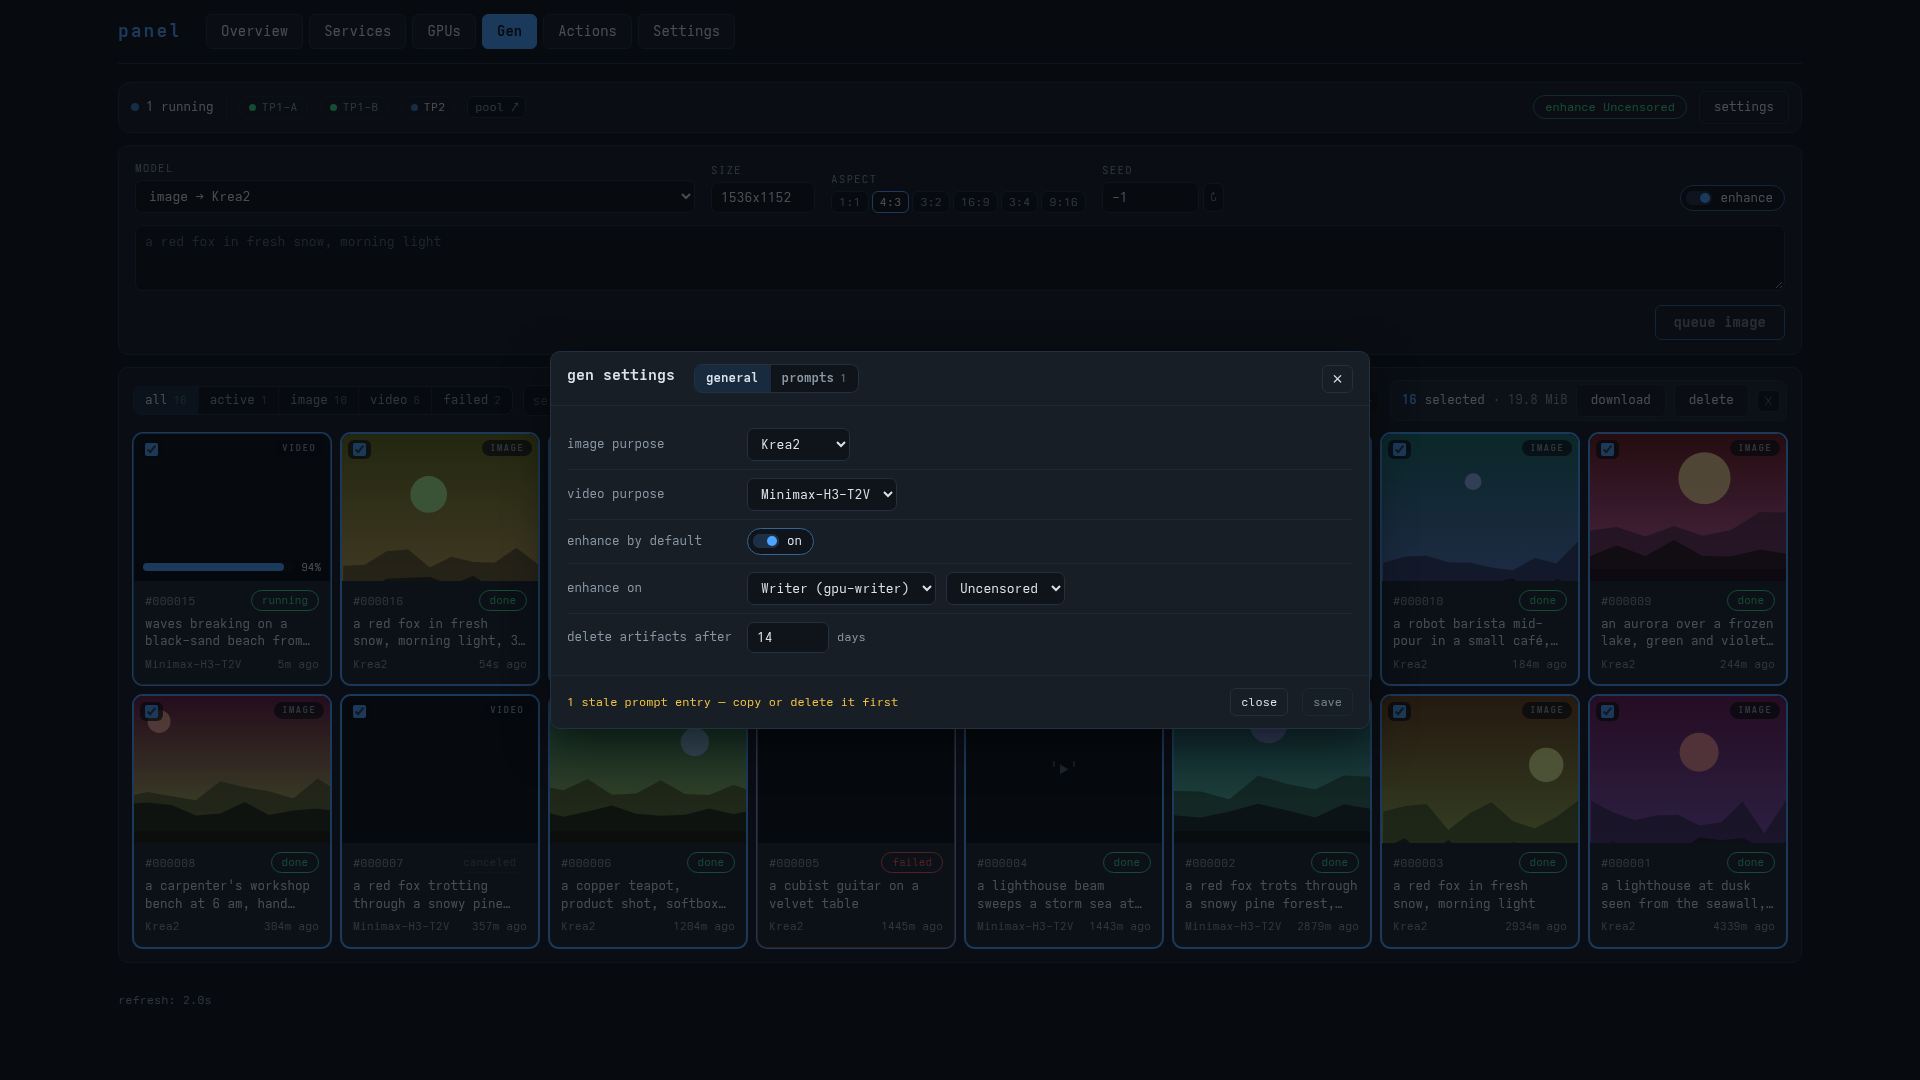 panel Overview Services GPUs Gen Actions Settings
1 running TP1-A TP1-B TP2 pool ↗ enhance Uncensored settings
MODEL SIZE ASPECT SEED
image → Krea2 1536x1152 1:1 4:3 3:2 16:9 3:4 9:16 -1 enhance
a red fox in fresh snow, morning light
queue image
gen settings general prompts 1 ×
all 16 active 1 image 10 video 6 failed 2 se 16 selected · 19.8 MiB download delete X
image purpose Krea2
video purpose Minimax-H3-T2V
enhance by default on
enhance on Writer (gpu-writer) Uncensored
delete artifacts after 14 days
1 stale prompt entry — copy or delete it first close save
VIDEO IMAGE IMAGE IMAGE
94%
#000015 running #000016 done #000010 done #000009 done
waves breaking on a a red fox in fresh a robot barista mid- an aurora over a frozen
black-sand beach from… snow, morning light, 3… pour in a small café,… lake, green and violet…
Minimax-H3-T2V 5m ago Krea2 54s ago Krea2 184m ago Krea2 244m ago
IMAGE VIDEO IMAGE IMAGE
#000008 done #000007 canceled #000006 done #000005 failed #000004 done #000002 done #000003 done #000001 done
a carpenter's workshop a red fox trotting a copper teapot, a cubist guitar on a a lighthouse beam a red fox trots through a red fox in fresh a lighthouse at dusk
bench at 6 am, hand… through a snowy pine… product shot, softbox… velvet table sweeps a storm sea at… a snowy pine forest,… snow, morning light seen from the seawall,…
Krea2 304m ago Minimax-H3-T2V 357m ago Krea2 1204m ago Krea2 1445m ago Minimax-H3-T2V 1443m ago Minimax-H3-T2V 2879m ago Krea2 2934m ago Krea2 4339m ago
refresh: 2.0s